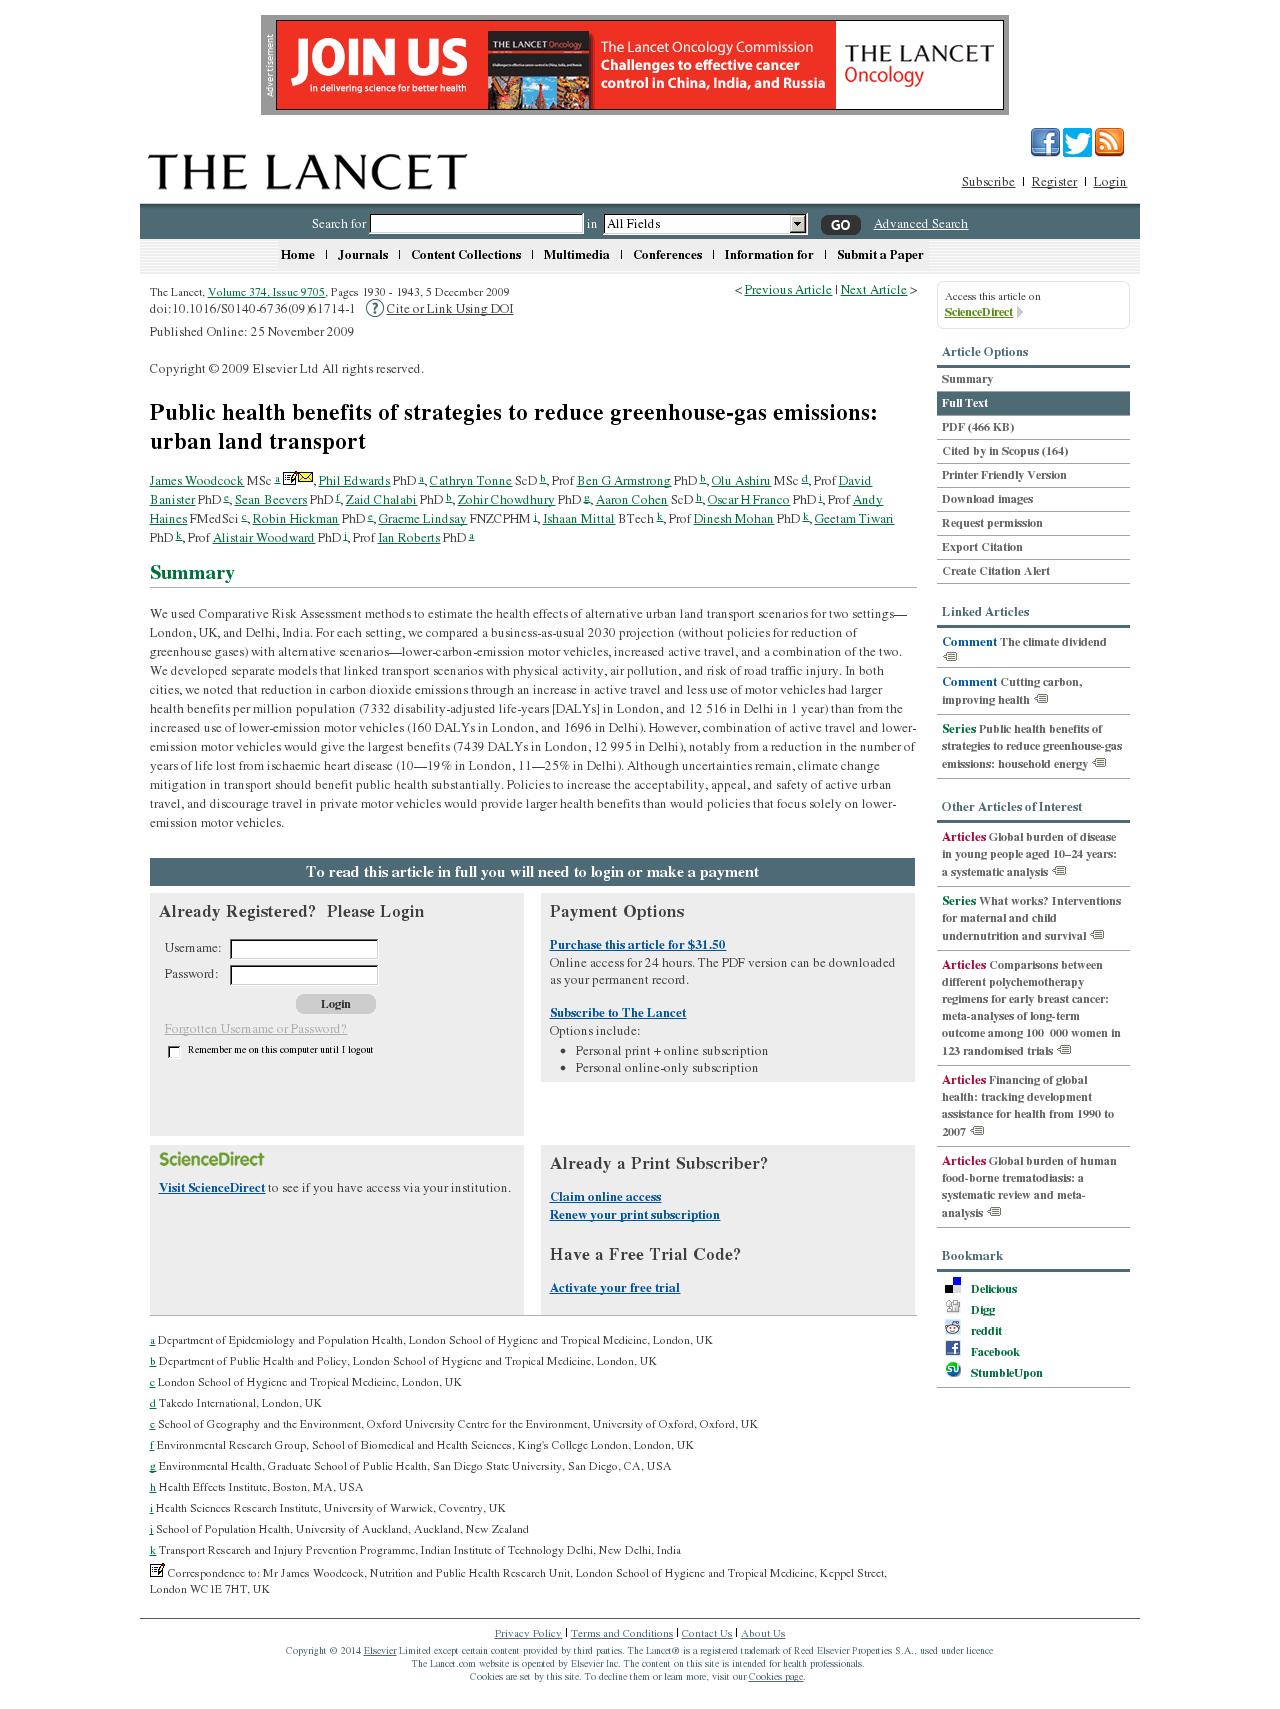 Advertisement
JOIN US
in delivering science for better health
THE LANCET Oncology
The Lancet Oncology Commission
Challenges to effective cancer
control in China, India, and Russia
THE LANCET
Oncology
THE LANCET
Subscribe | Register | Login
Search for in All Fields GO Advanced Search
Home | Journals | Content Collections | Multimedia | Conferences | Information for | Submit a Paper
The Lancet, Volume 374, Issue 9705, Pages 1930 - 1943, 5 December 2009
< Previous Article | Next Article >
doi:10.1016/S0140-6736(09)61714-1 ? Cite or Link Using DOI
Published Online: 25 November 2009
Copyright © 2009 Elsevier Ltd All rights reserved.
Public health benefits of strategies to reduce greenhouse-gas emissions:
urban land transport
James Woodcock MSc a, Phil Edwards PhD a, Cathryn Tonne ScD b, Prof Ben G Armstrong PhD b, Olu Ashiru MSc d, Prof David
Banister PhD e, Sean Beevers PhD f, Zaid Chalabi PhD b, Zohir Chowdhury PhD g, Aaron Cohen ScD h, Oscar H Franco PhD i, Prof Andy
Haines FMedSci c, Robin Hickman PhD e, Graeme Lindsay FNZCPHM j, Ishaan Mittal BTech k, Prof Dinesh Mohan PhD k, Geetam Tiwari
PhD k, Prof Alistair Woodward PhD j, Prof Ian Roberts PhD a
Summary
We used Comparative Risk Assessment methods to estimate the health effects of alternative urban land transport scenarios for two settings—
London, UK, and Delhi, India. For each setting, we compared a business-as-usual 2030 projection (without policies for reduction of
greenhouse gases) with alternative scenarios—lower-carbon-emission motor vehicles, increased active travel, and a combination of the two.
We developed separate models that linked transport scenarios with physical activity, air pollution, and risk of road traffic injury. In both
cities, we noted that reduction in carbon dioxide emissions through an increase in active travel and less use of motor vehicles had larger
health benefits per million population (7332 disability-adjusted life-years [DALYs] in London, and 12 516 in Delhi in 1 year) than from the
increased use of lower-emission motor vehicles (160 DALYs in London, and 1696 in Delhi). However, combination of active travel and lower-
emission motor vehicles would give the largest benefits (7439 DALYs in London, 12 995 in Delhi), notably from a reduction in the number of
years of life lost from ischaemic heart disease (10—19% in London, 11—25% in Delhi). Although uncertainties remain, climate change
mitigation in transport should benefit public health substantially. Policies to increase the acceptability, appeal, and safety of active urban
travel, and discourage travel in private motor vehicles would provide larger health benefits than would policies that focus solely on lower-
emission motor vehicles.
To read this article in full you will need to login or make a payment
Already Registered? Please Login
Username:
Password:
Login
Forgotten Username or Password?
Remember me on this computer until I logout
Payment Options
Purchase this article for $31.50
Online access for 24 hours. The PDF version can be downloaded
as your permanent record.
Subscribe to The Lancet
Options include:
• Personal print + online subscription
• Personal online-only subscription
ScienceDirect
Visit ScienceDirect to see if you have access via your institution.
Already a Print Subscriber?
Claim online access
Renew your print subscription
Have a Free Trial Code?
Activate your free trial
a Department of Epidemiology and Population Health, London School of Hygiene and Tropical Medicine, London, UK
b Department of Public Health and Policy, London School of Hygiene and Tropical Medicine, London, UK
c London School of Hygiene and Tropical Medicine, London, UK
d Takedo International, London, UK
e School of Geography and the Environment, Oxford University Centre for the Environment, University of Oxford, Oxford, UK
f Environmental Research Group, School of Biomedical and Health Sciences, King's College London, London, UK
g Environmental Health, Graduate School of Public Health, San Diego State University, San Diego, CA, USA
h Health Effects Institute, Boston, MA, USA
i Health Sciences Research Institute, University of Warwick, Coventry, UK
j School of Population Health, University of Auckland, Auckland, New Zealand
k Transport Research and Injury Prevention Programme, Indian Institute of Technology Delhi, New Delhi, India
Correspondence to: Mr James Woodcock, Nutrition and Public Health Research Unit, London School of Hygiene and Tropical Medicine, Keppel Street,
London WC1E 7HT, UK
Access this article on
ScienceDirect
Article Options
Summary
Full Text
PDF (466 KB)
Cited by in Scopus (164)
Printer Friendly Version
Download images
Request permission
Export Citation
Create Citation Alert
Linked Articles
Comment The climate dividend
Comment Cutting carbon,
improving health
Series Public health benefits of
strategies to reduce greenhouse-gas
emissions: household energy
Other Articles of Interest
Articles Global burden of disease
in young people aged 10–24 years:
a systematic analysis
Series What works? Interventions
for maternal and child
undernutrition and survival
Articles Comparisons between
different polychemotherapy
regimens for early breast cancer:
meta-analyses of long-term
outcome among 100 000 women in
123 randomised trials
Articles Financing of global
health: tracking development
assistance for health from 1990 to
2007
Articles Global burden of human
food-borne trematodiasis: a
systematic review and meta-
analysis
Bookmark
Delicious
Digg
reddit
Facebook
StumbleUpon
Privacy Policy | Terms and Conditions | Contact Us | About Us
Copyright © 2014 Elsevier Limited except certain content provided by third parties. The Lancet® is a registered trademark of Reed Elsevier Properties S.A., used under licence
The Lancet.com website is operated by Elsevier Inc. The content on this site is intended for health professionals.
Cookies are set by this site. To decline them or learn more, visit our Cookies page.